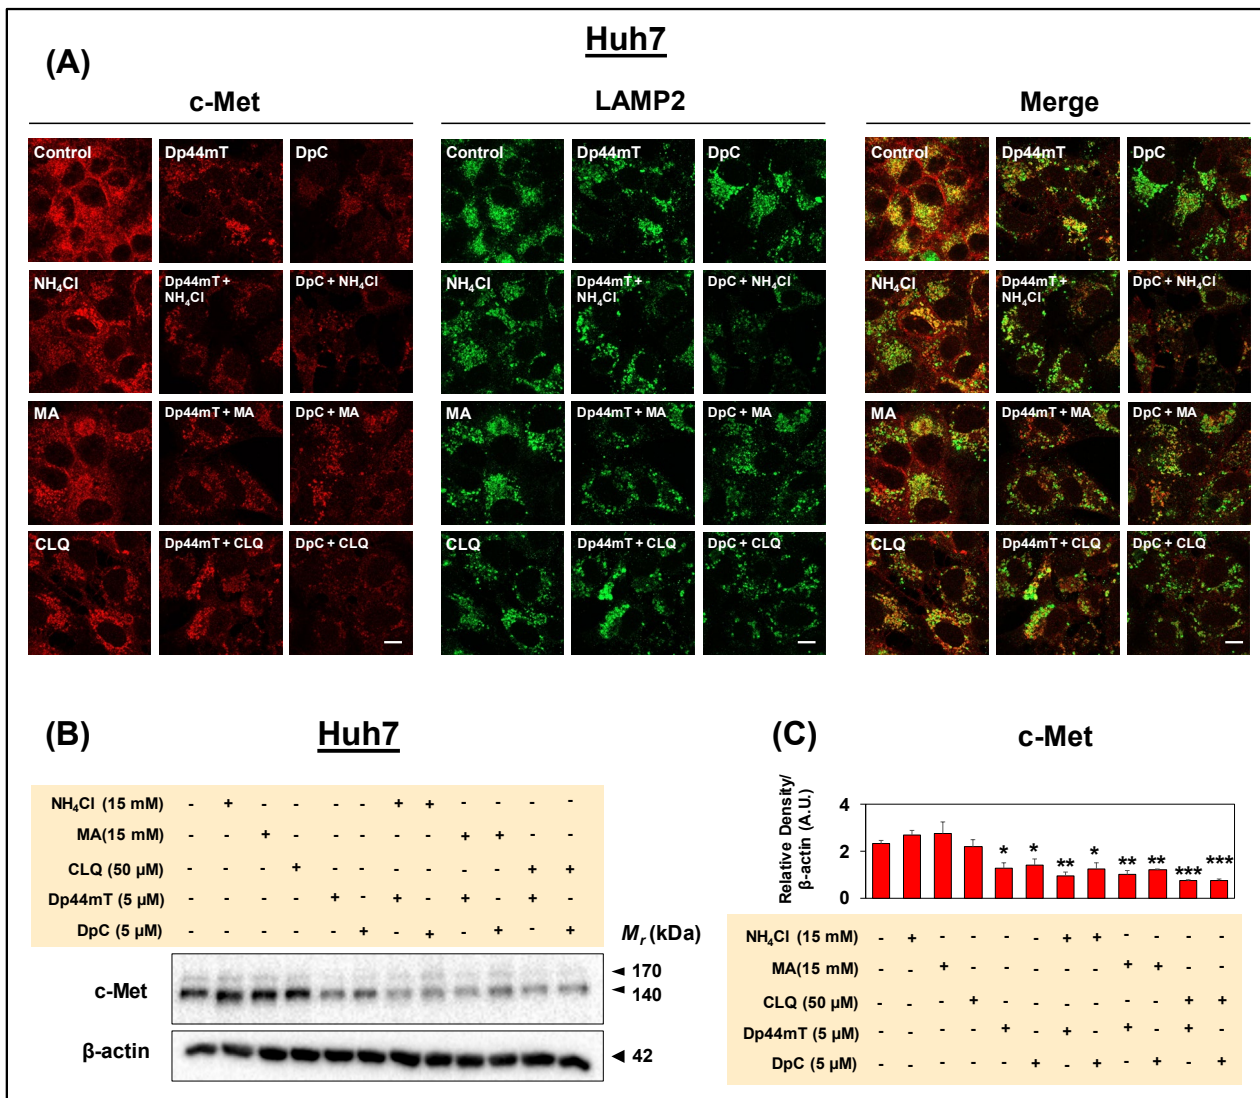 Huh7
(A)
c-Met LAMP2 Merge
Control Dp44mT DpC Control Dp44mT DpC Control Dp44mT DpC
NH₄Cl Dp44mT + NH₄Cl DpC + NH₄Cl NH₄Cl Dp44mT + NH₄Cl DpC + NH₄Cl NH₄Cl Dp44mT + NH₄Cl DpC + NH₄Cl
MA Dp44mT + MA DpC + MA MA Dp44mT + MA DpC + MA MA Dp44mT + MA DpC + MA
CLQ Dp44mT + CLQ DpC + CLQ CLQ Dp44mT + CLQ DpC + CLQ CLQ Dp44mT + CLQ DpC + CLQ
(B) Huh7
NH₄Cl (15 mM) - + - - - - + + - - - -
MA(15 mM) - - + - - - - - + + - -
CLQ (50 µM) - - - + - - - - - - + +
Dp44mT (5 µM) - - - - + - + - + - + -
DpC (5 µM) - - - - - + - + - + - +
Mr (kDa)
c-Met
170
140
β-actin
42
(C) c-Met
Relative Density/
β-actin (A.U.)
4
2
0
* * ** * ** ** *** ***
NH₄Cl (15 mM) - + - - - - + + - - - -
MA(15 mM) - - + - - - - - + + - -
CLQ (50 µM) - - - + - - - - - - + +
Dp44mT (5 µM) - - - - + - + - + - + -
DpC (5 µM) - - - - - + - + - + - +